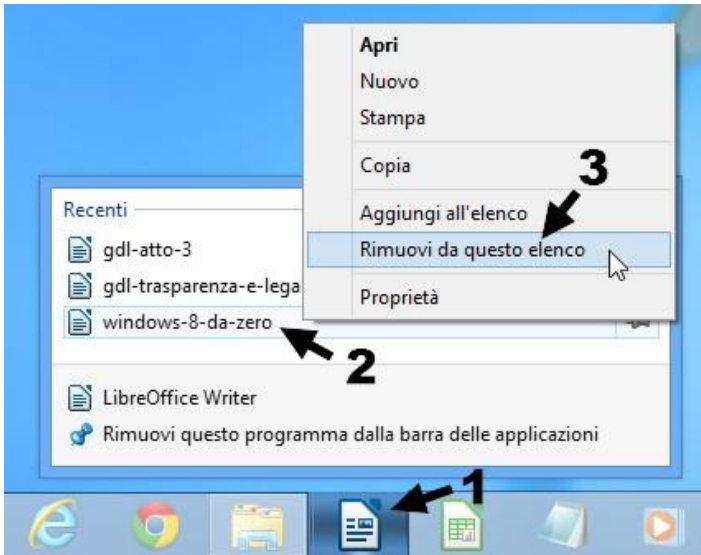 Apri
Nuovo
Stampa
Copia
3
Aggiungi all'elenco
Rimuovi da questo elenco
Proprietà
Recenti
gdl-atto-3
gdl-trasparenza-e-lega
windows-8-da-zero
2
LibreOffice Writer
Rimuovi questo programma dalla barra delle applicazioni
1